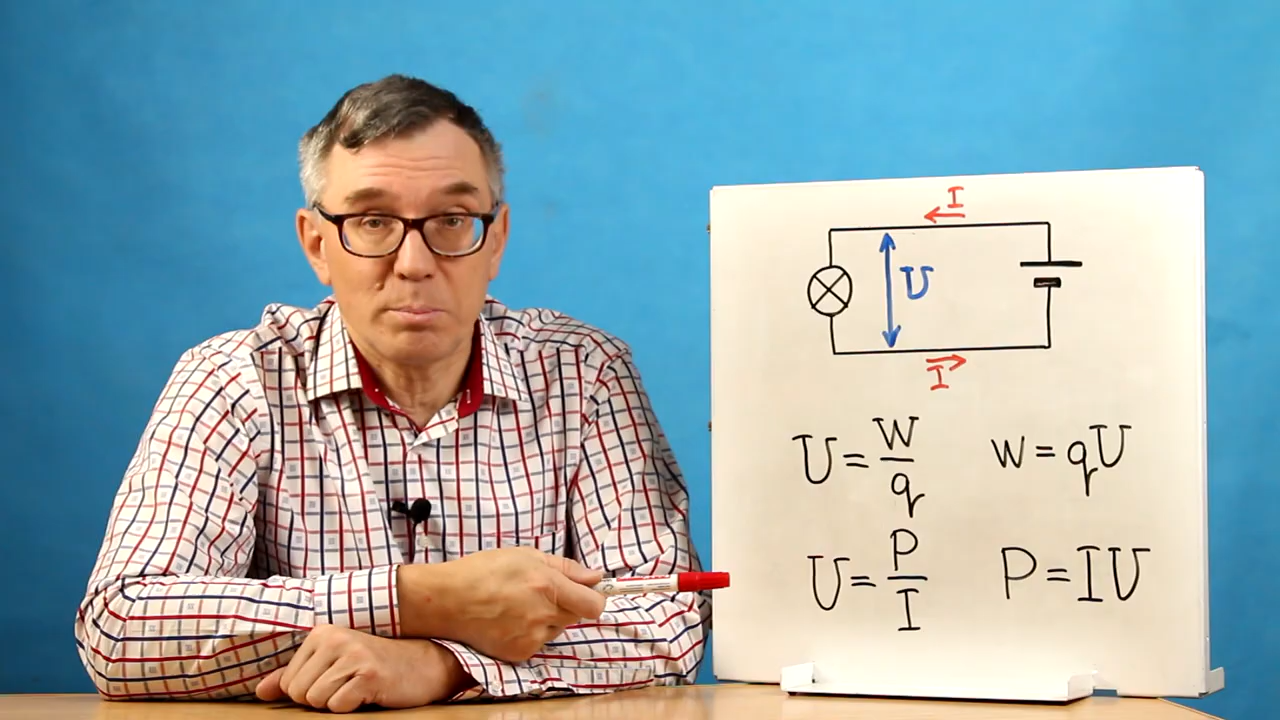 I
U
I
U = W/q
W = qU
U = P/I
P = IU